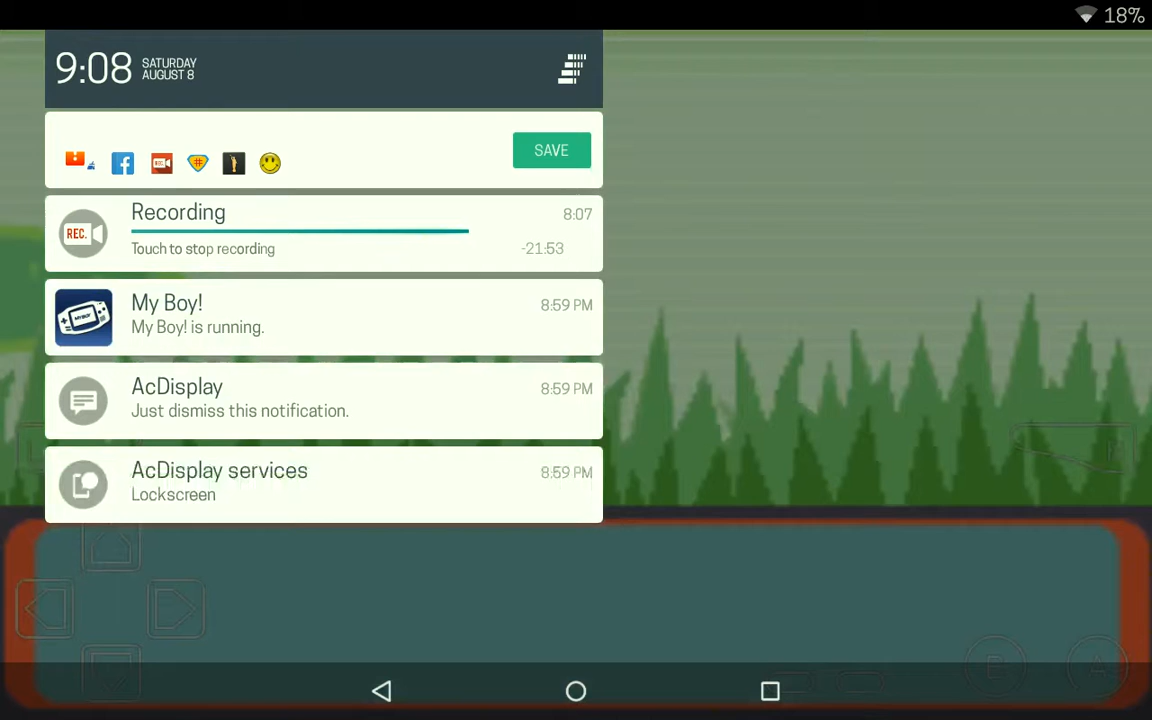 18%
9:08
SATURDAY
AUGUST 8
SAVE
REC.
Recording
8:07
Touch to stop recording
-21:53
My Boy!
8:59 PM
My Boy! is running.
AcDisplay
8:59 PM
Just dismiss this notification.
AcDisplay services
8:59 PM
Lockscreen
B
A